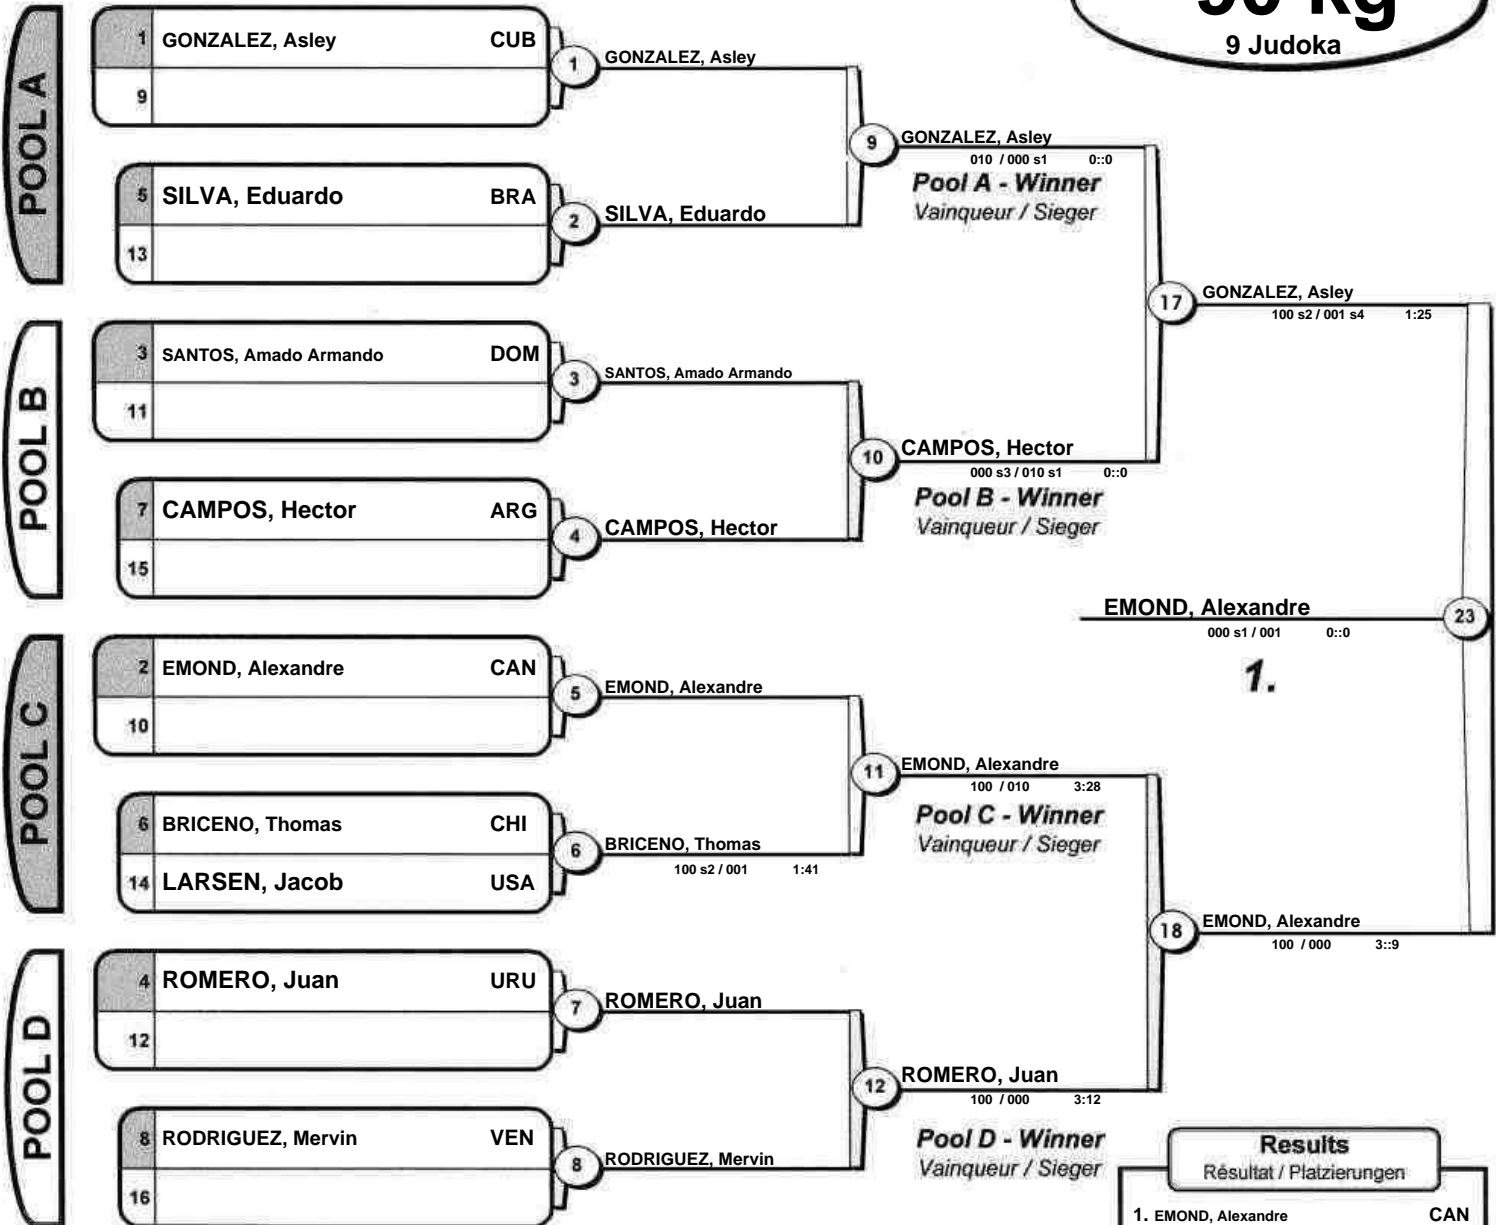 90 kg
9 Judoka
POOL A
1 GONZALEZ, Asley CUB
9
5 SILVA, Eduardo BRA
13
1 GONZALEZ, Asley
2 SILVA, Eduardo
9 GONZALEZ, Asley
010 / 000 s1 0::0
Pool A - Winner
Vainqueur / Sieger
POOL B
3 SANTOS, Amado Armando DOM
11
7 CAMPOS, Hector ARG
15
3 SANTOS, Amado Armando
4 CAMPOS, Hector
10 CAMPOS, Hector
000 s3 / 010 s1 0::0
Pool B - Winner
Vainqueur / Sieger
17 GONZALEZ, Asley
100 s2 / 001 s4 1:25
EMOND, Alexandre 23
000 s1 / 001 0::0
1.
POOL C
2 EMOND, Alexandre CAN
10
6 BRICENO, Thomas CHI
14 LARSEN, Jacob USA
5 EMOND, Alexandre
6 BRICENO, Thomas
100 s2 / 001 1:41
11 EMOND, Alexandre
100 / 010 3:28
Pool C - Winner
Vainqueur / Sieger
18 EMOND, Alexandre
100 / 000 3::9
POOL D
4 ROMERO, Juan URU
12
8 RODRIGUEZ, Mervin VEN
16
7 ROMERO, Juan
8 RODRIGUEZ, Mervin
12 ROMERO, Juan
100 / 000 3:12
Pool D - Winner
Vainqueur / Sieger
Results
Résultat / Platzierungen
1. EMOND, Alexandre CAN